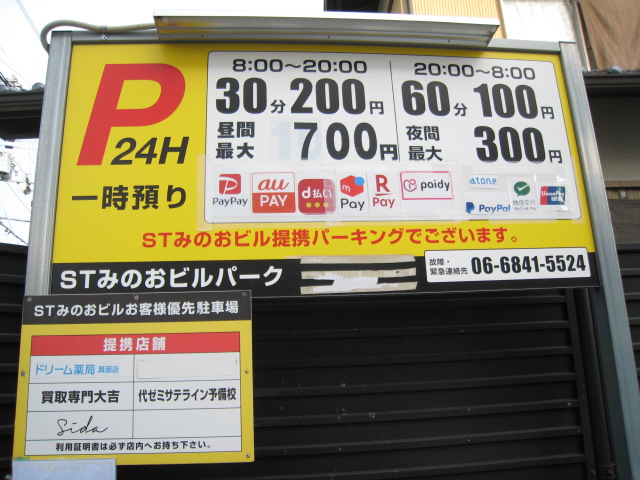 P
24H
一時預り
8:00～20:00
30分 200円
昼間最大 700円
20:00～8:00
60分 100円
夜間最大 300円
PayPay
au PAY
d払い
Pay
R Pay
paidy
atone
PayPal
微信支付
WeChat Pay
UnionPay
STみのおビル提携パーキングでございます。
STみのおビルパーク
故障・緊急連絡先 06-6841-5524
STみのおビルお客様優先駐車場
提携店舗
ドリーム薬局 箕面店
買取専門大吉
代ゼミサテライン予備校
Sida
利用証明書は必ず店内へお持ち下さい。